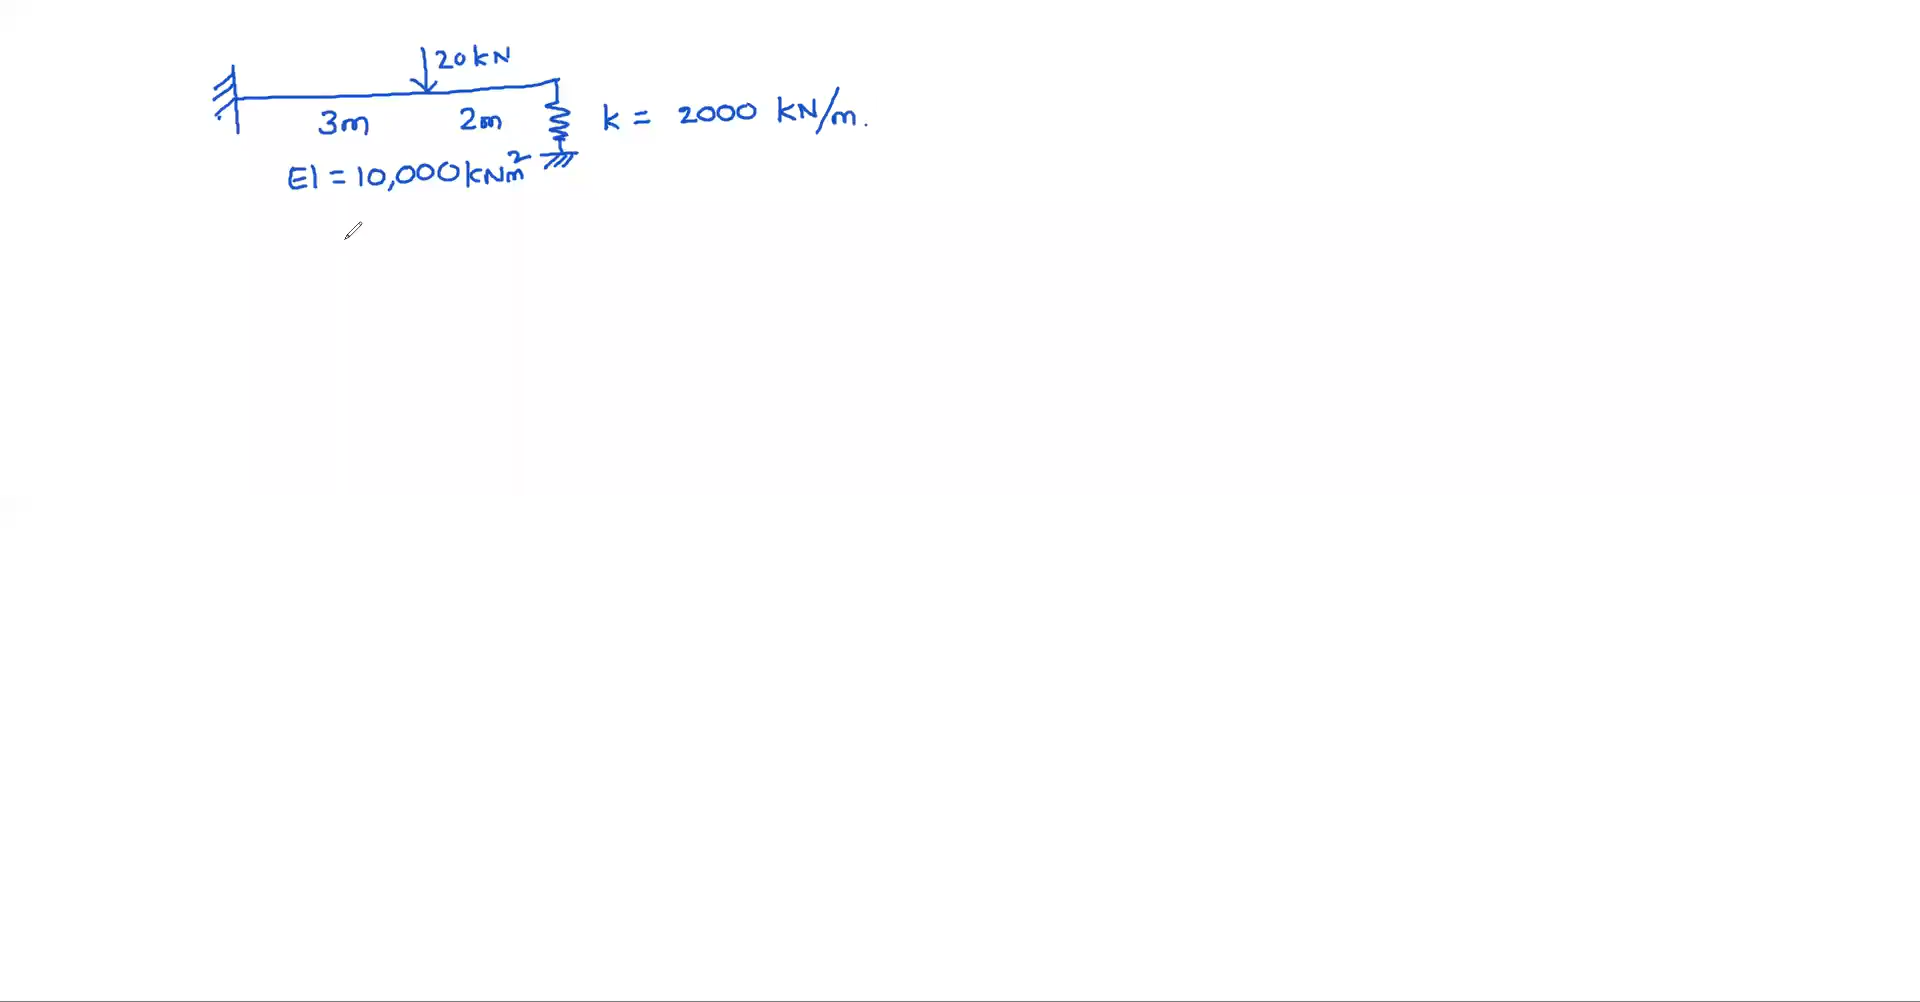 20kN
3m 2m k = 2000 kN/m.
EI = 10,000kNm²